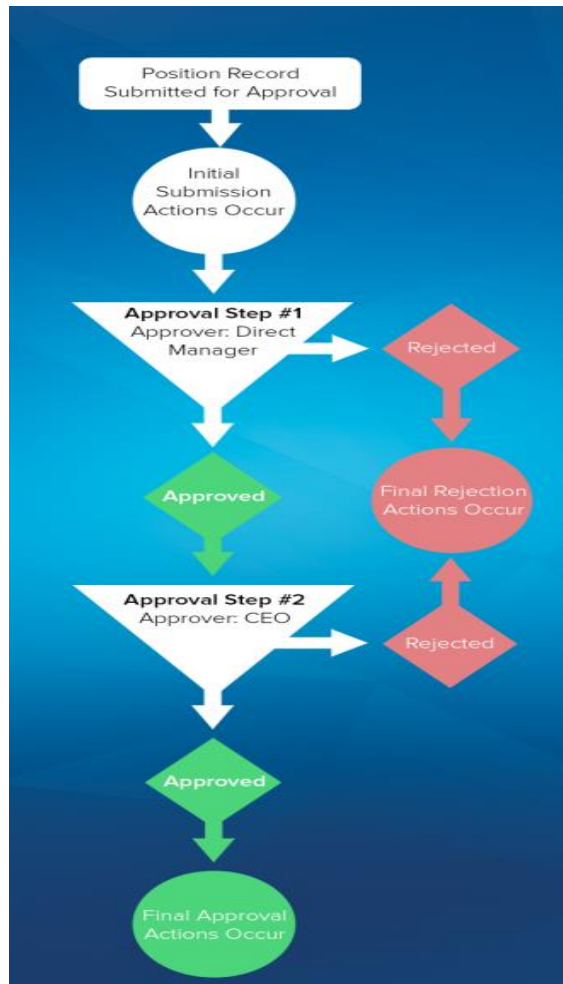 Position Record
Submitted for Approval
Initial
Submission
Actions Occur
Approval Step #1
Approver: Direct
Manager
Rejected
Approved
Final Rejection
Actions Occur
Approval Step #2
Approver: CEO
Rejected
Approved
Final Approval
Actions Occur